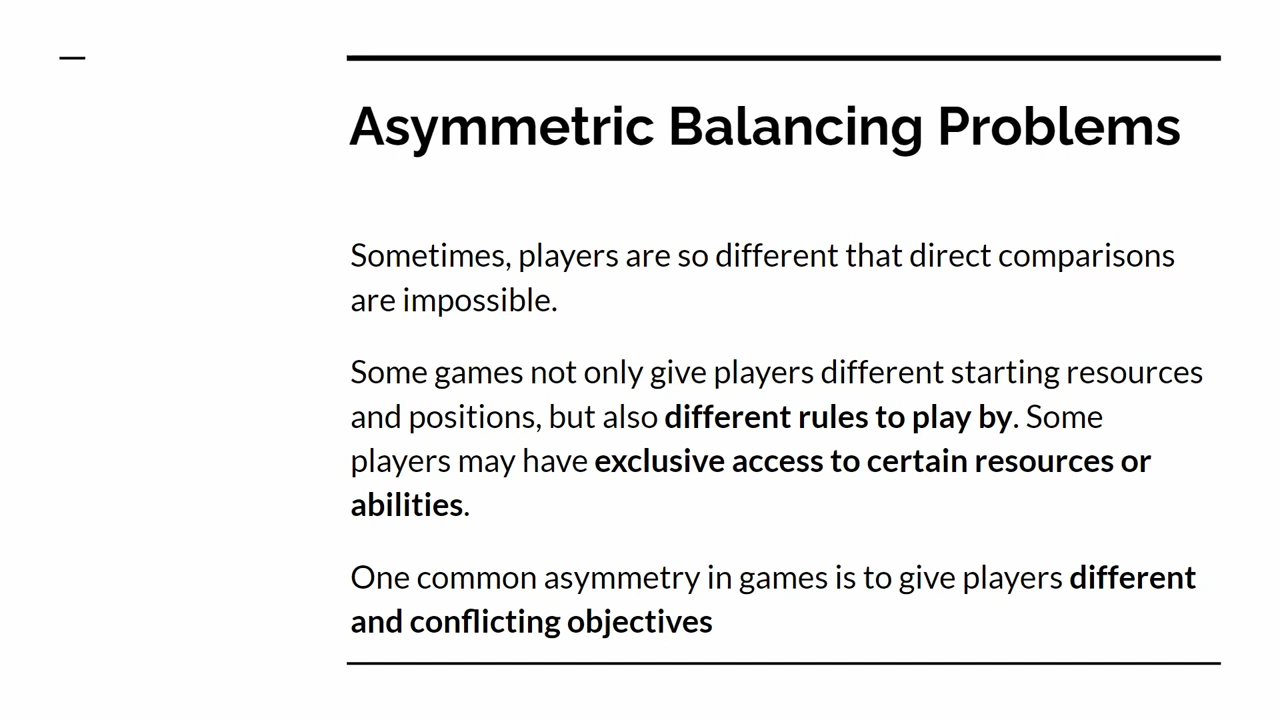 Asymmetric Balancing Problems
Sometimes, players are so different that direct comparisons
are impossible.
Some games not only give players different starting resources
and positions, but also different rules to play by. Some
players may have exclusive access to certain resources or
abilities.
One common asymmetry in games is to give players different
and conflicting objectives